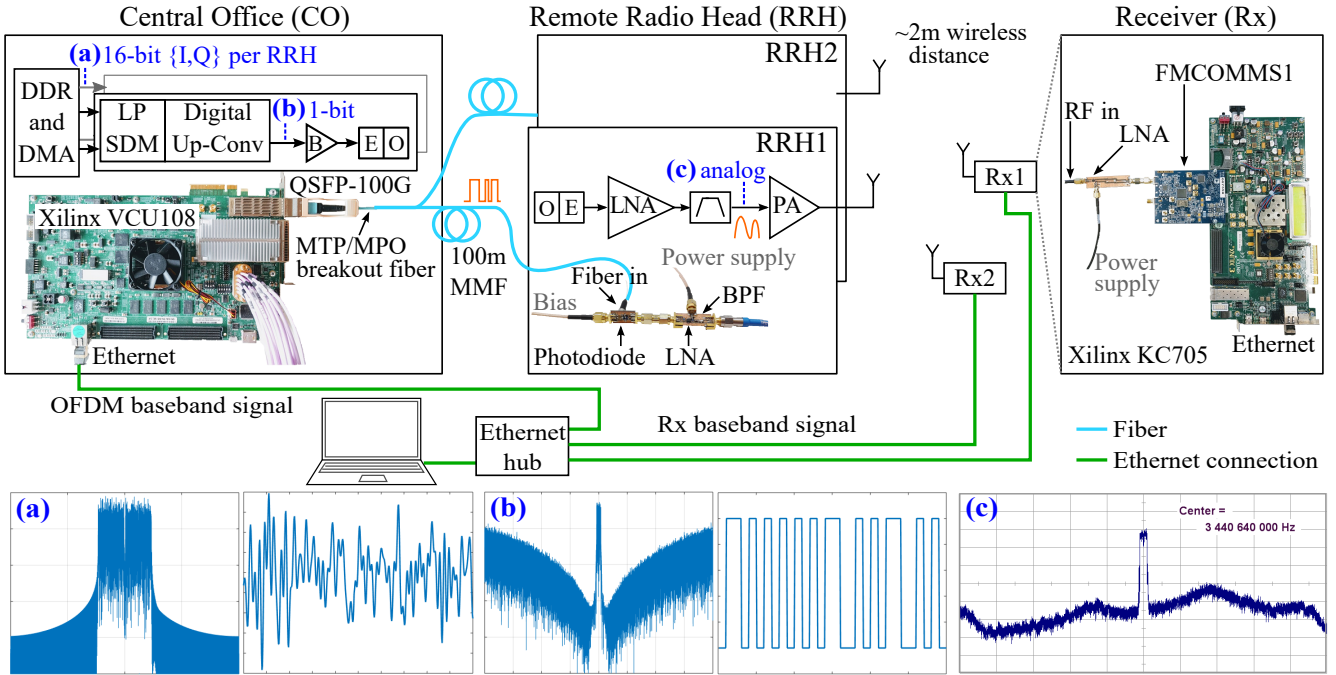 Central Office (CO)
(a) 16-bit {I,Q} per RRH
DDR
and
DMA
LP
SDM
Digital
Up-Conv
(b) 1-bit
B
E O
QSFP-100G
Xilinx VCU108
MTP/MPO
breakout fiber
Ethernet
100m
MMF
Remote Radio Head (RRH)
RRH2
RRH1
(c) analog
O E
LNA
PA
Power supply
Fiber in
Bias
BPF
Photodiode
LNA
~2m wireless
distance
Rx1
Rx2
Receiver (Rx)
FMCOMMS1
RF in
LNA
Power
supply
Xilinx KC705
Ethernet
OFDM baseband signal
Ethernet
hub
Rx baseband signal
Fiber
Ethernet connection
(a)
(b)
(c)
Center =
3 440 640 000 Hz